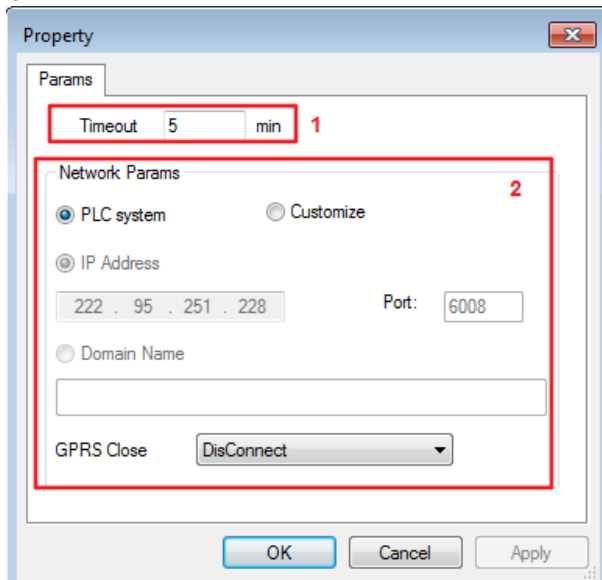 Property
Params
Timeout 5 min 1
Network Params 2
PLC system Customize
IP Address
222 . 95 . 251 . 228 Port: 6008
Domain Name
GPRS Close DisConnect
OK Cancel Apply